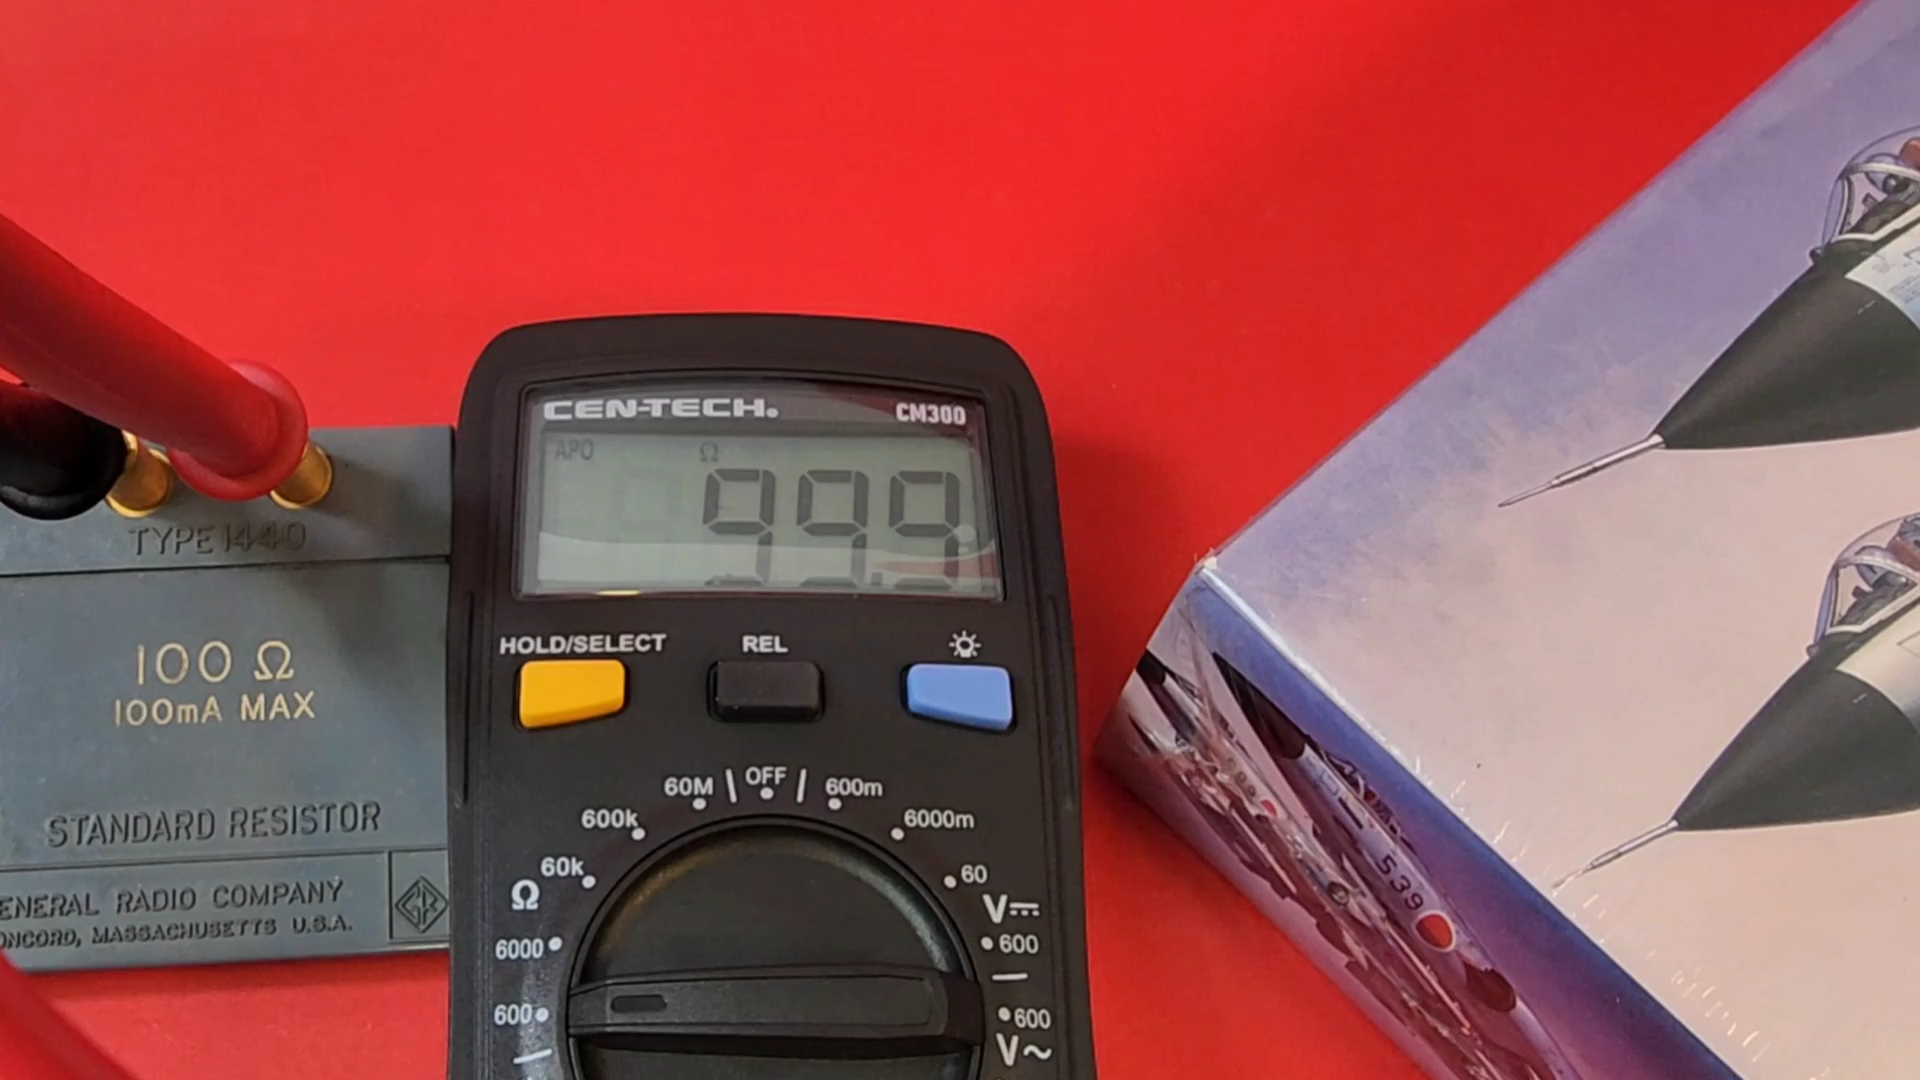 CEN-TECH.
CM300
APO
Ω
99.9
HOLD/SELECT
REL
60M
OFF
600m
600k
6000m
60k
60
Ω
V
6000
600
600
600
V~
TYPE 1440
100 Ω
100mA MAX
STANDARD RESISTOR
ENERAL RADIO COMPANY
ONCORD, MASSACHUSETTS U.S.A.
GR
539